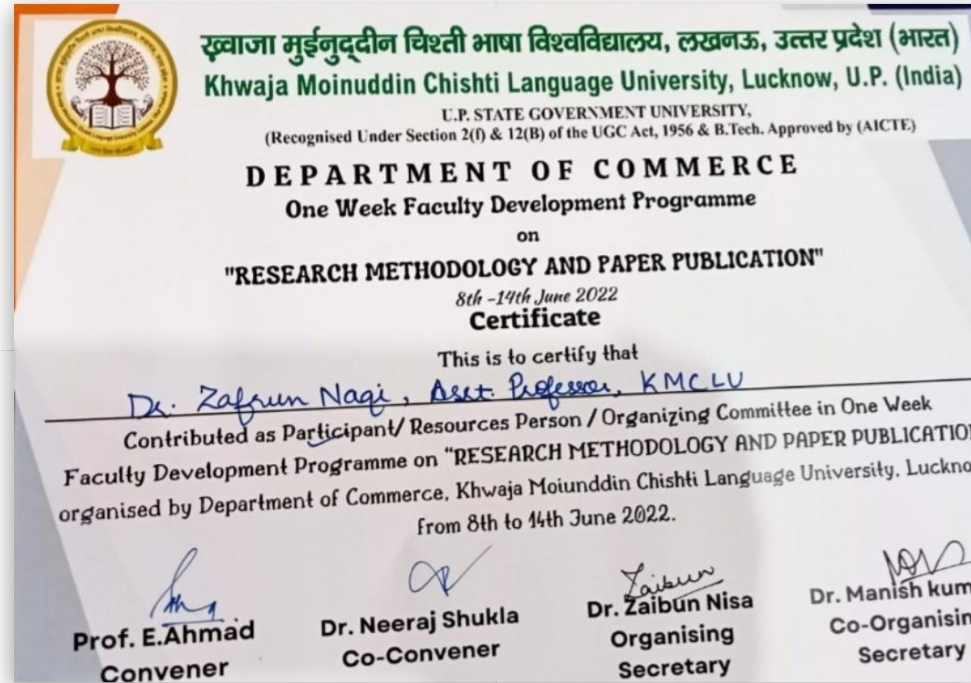 ख़्वाजा मुईनुद्दीन चिश्ती भाषा विश्वविद्यालय, लखनऊ, उत्तर प्रदेश (भारत)
Khwaja Moinuddin Chishti Language University, Lucknow, U.P. (India)
U.P. STATE GOVERNMENT UNIVERSITY,
(Recognised Under Section 2(f) & 12(B) of the UGC Act, 1956 & B.Tech. Approved by (AICTE)
DEPARTMENT OF COMMERCE
One Week Faculty Development Programme
on
"RESEARCH METHODOLOGY AND PAPER PUBLICATION"
8th -14th June 2022
Certificate
This is to certify that
Dr. Zafrun Naqi, Asst. Professor, KMCLU
Contributed as Participant/ Resources Person / Organizing Committee in One Week
Faculty Development Programme on "RESEARCH METHODOLOGY AND PAPER PUBLICATION
organised by Department of Commerce, Khwaja Moiunddin Chishti Language University, Luckno
from 8th to 14th June 2022.
Zaibun
Prof. E.Ahmad
Convener
Dr. Neeraj Shukla
Co-Convener
Dr. Zaibun Nisa
Organising
Secretary
Dr. Manish kum
Co-Organisin
Secretary